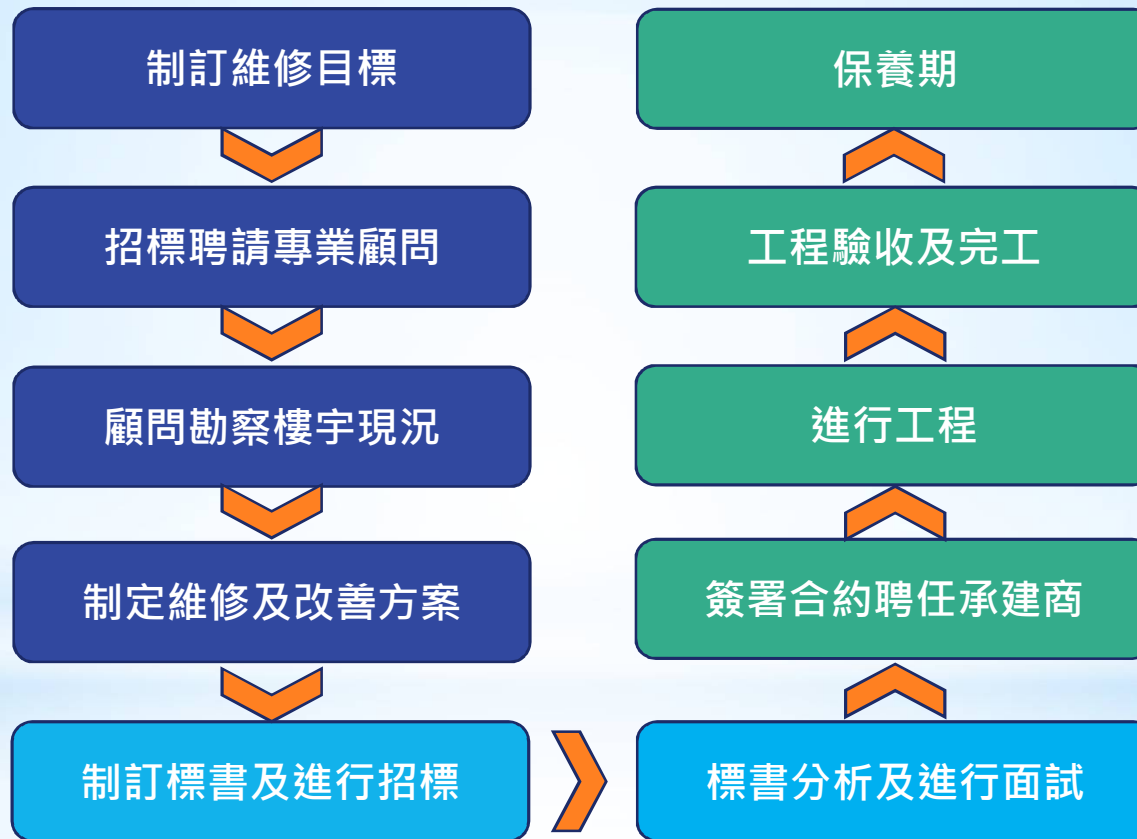 制訂維修目標
招標聘請專業顧問
顧問勘察樓宇現況
制定維修及改善方案
制訂標書及進行招標
標書分析及進行面試
簽署合約聘任承建商
進行工程
工程驗收及完工
保養期